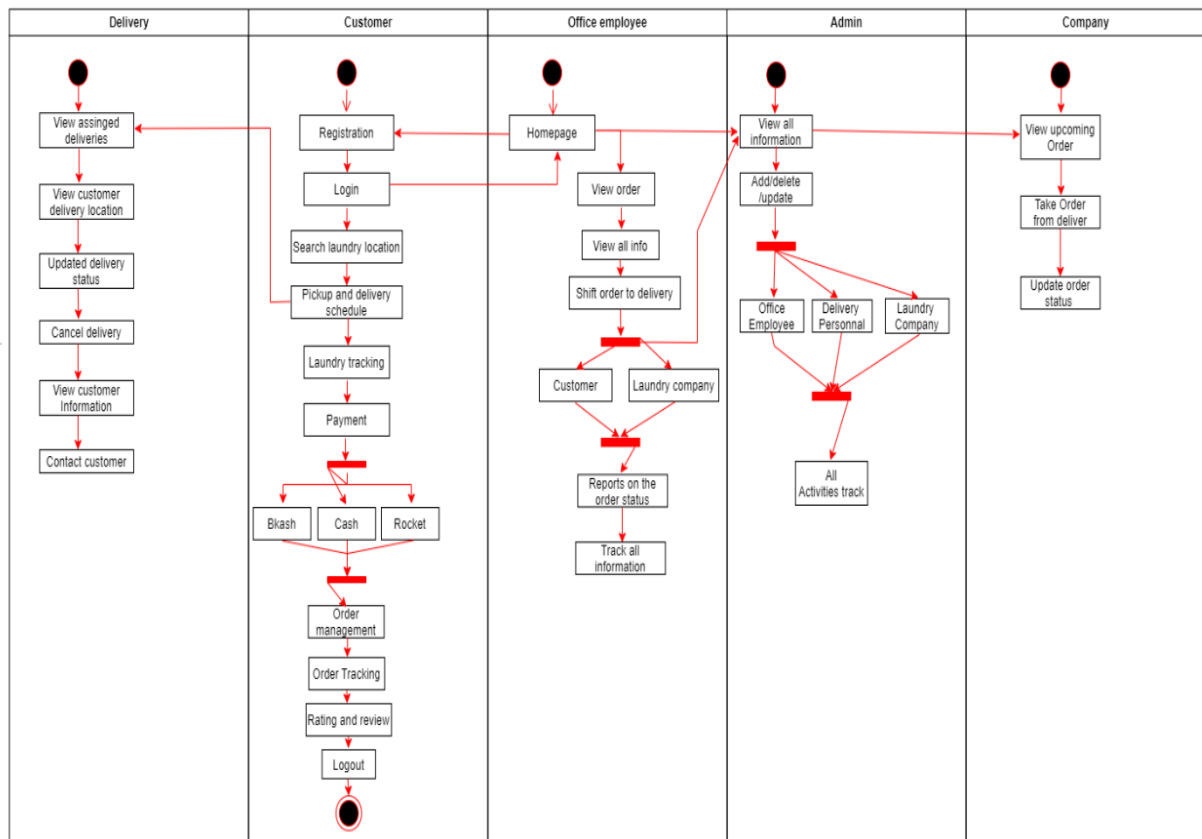 Delivery
Customer
Office employee
Admin
Company
View assinged
deliveries
View customer
delivery location
Updated delivery
status
Cancel delivery
View customer
Information
Contact customer
Registration
Login
Search laundry location
Pickup and delivery
schedule
Laundry tracking
Payment
Bkash
Cash
Rocket
Order
management
Order Tracking
Rating and review
Logout
Homepage
View order
View all info
Shift order to delivery
Customer
Laundry company
Reports on the
order status
Track all
information
View all
information
Add/delete
/update
Office
Employee
Delivery
Personnal
Laundry
Company
All
Activities track
View upcoming
Order
Take Order
from deliver
Update order
status